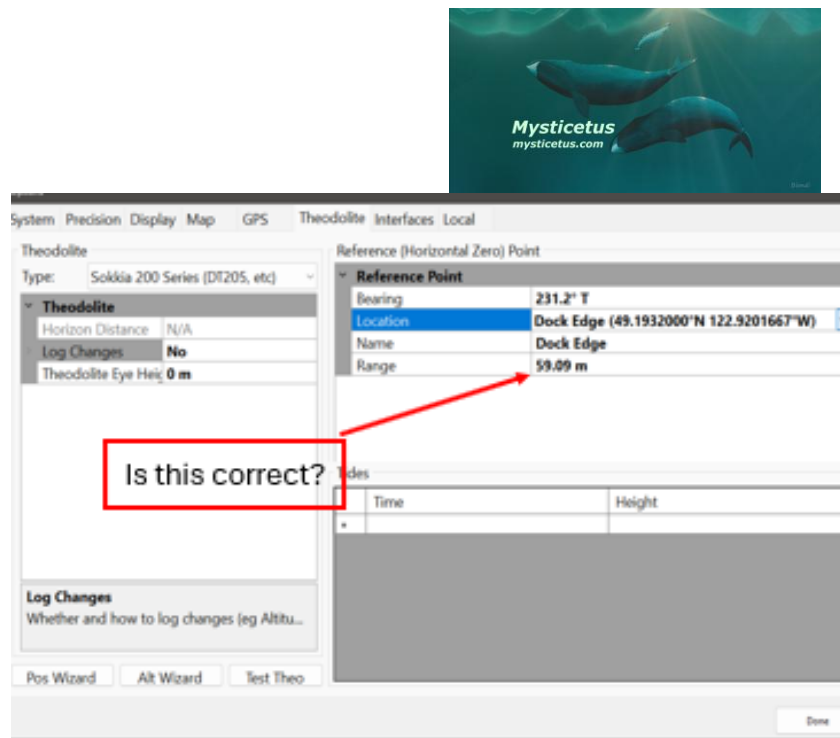 Mysticetus
mysticetus.com
System Precision Display Map GPS Theodolite Interfaces Local
Theodolite
Type: Sokkia 200 Series (DT205, etc)
Theodolite
Horizon Distance N/A
Log Changes No
Theodolite Eye Heig 0 m
Reference (Horizontal Zero) Point
Reference Point
Bearing 231.2° T
Location Dock Edge (49.1932000°N 122.9201667°W)
Name Dock Edge
Range 59.09 m
Is this correct?
Tides
Time Height
Log Changes
Whether and how to log changes (eg Altitu...
Pos Wizard Alt Wizard Test Theo
Done